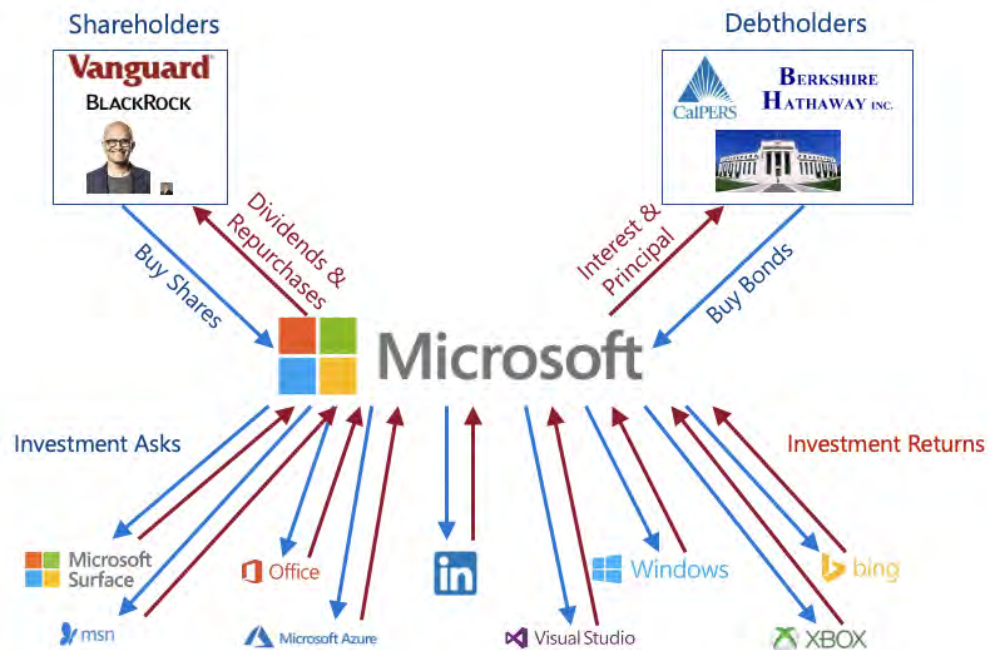 Shareholders
Debtholders
Vanguard
BLACKROCK
CalPERS
BERKSHIRE
HATHAWAY INC.
Buy Shares
Dividends &
Repurchases
Interest &
Principal
Buy Bonds
Microsoft
Investment Asks
Investment Returns
Microsoft
Surface
Office
in
Windows
bing
msn
Microsoft Azure
Visual Studio
XBOX